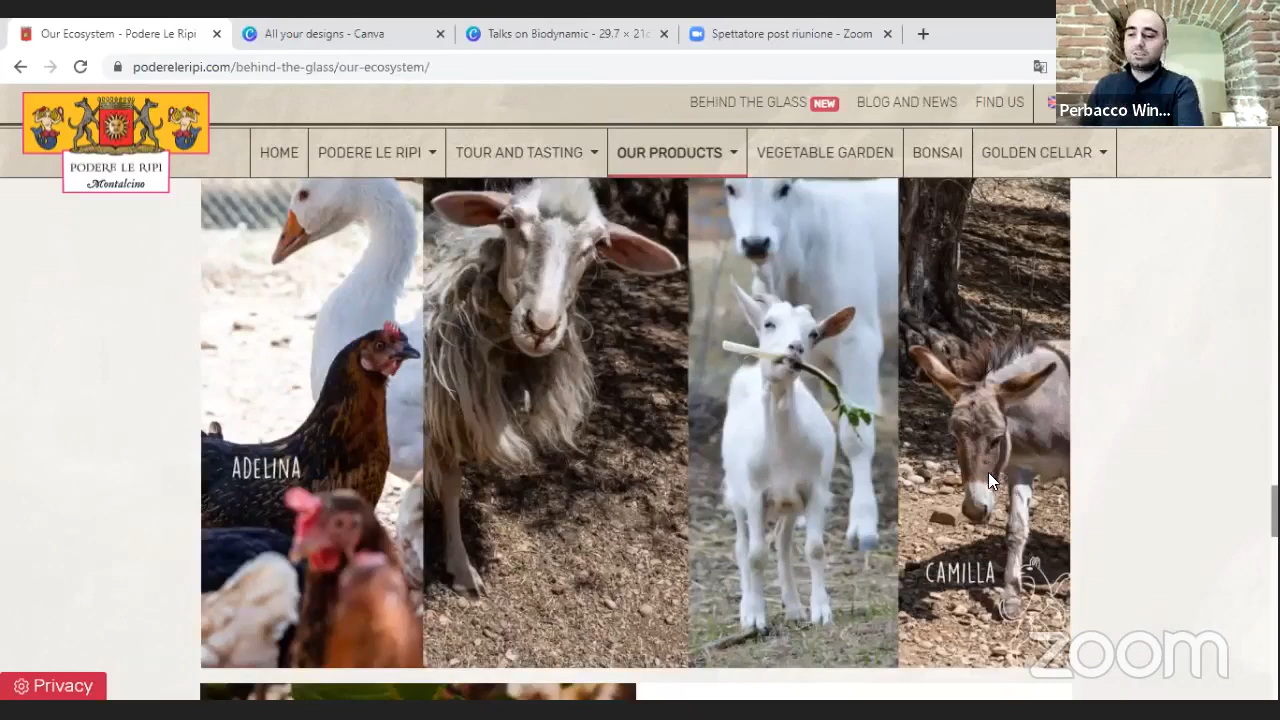 Our Ecosystem - Podere Le Ripi
All your designs - Canva
Talks on Biodynamic - 29.7 × 21c
Spettatore post riunione - Zoom
podereleripi.com/behind-the-glass/our-ecosystem/
Perbacco Win...
BEHIND THE GLASS NEW
BLOG AND NEWS
FIND US
PODERE LE RIPI
Montalcino
HOME
PODERE LE RIPI
TOUR AND TASTING
OUR PRODUCTS
VEGETABLE GARDEN
BONSAI
GOLDEN CELLAR
ADELINA
CAMILLA
zoom
Privacy